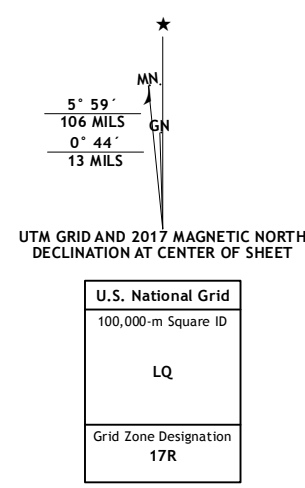 ★
MN.
5° 59´
106 MILS
GN
0° 44´
13 MILS
UTM GRID AND 2017 MAGNETIC NORTH
DECLINATION AT CENTER OF SHEET
U.S. National Grid
100,000-m Square ID
LQ
Grid Zone Designation
17R